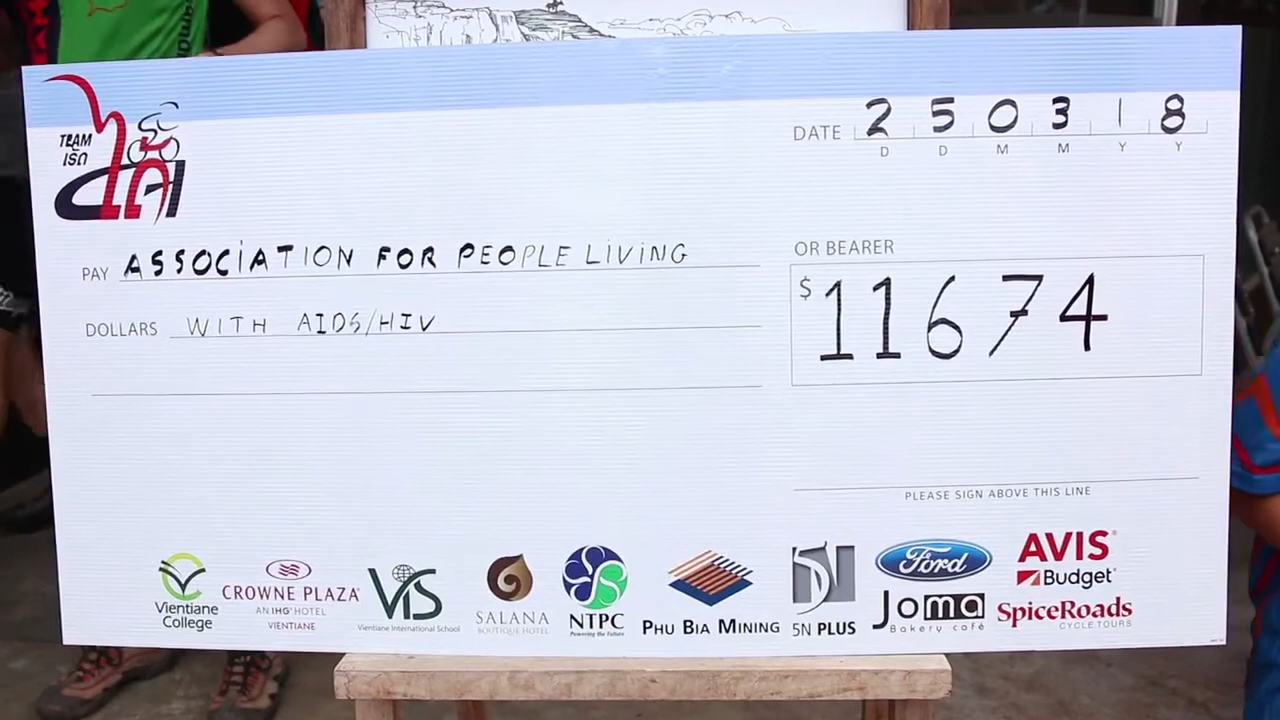 TEAM
ເຣົາ
DATE 2 5 0 3 1 8
D D M M Y Y
PAY ASSOCIATION FOR PEOPLE LIVING
DOLLARS WITH AIDS/HIV
OR BEARER
$ 11674
PLEASE SIGN ABOVE THIS LINE
Vientiane College
CROWNE PLAZA
AN IHG® HOTEL
VIENTIANE
ViS
Vientiane International School
SALANA
BOUTIQUE HOTEL
NTPC
Powering the Future
PHU BIA MINING
5N PLUS
Ford
Joma
Bakery café
AVIS®
Budget®
SpiceRoads
CYCLE TOURS